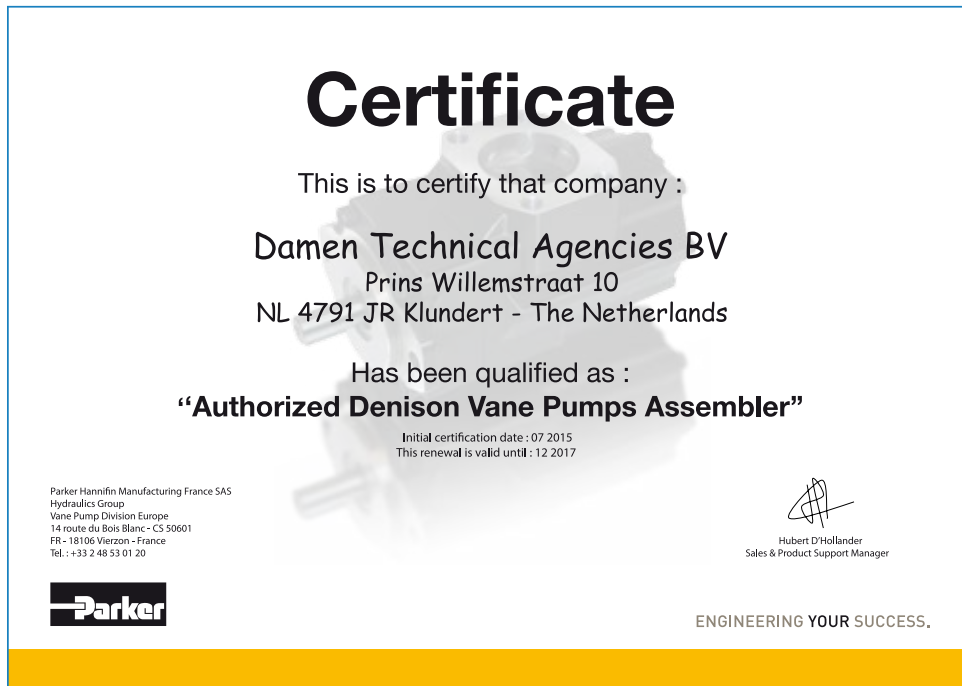 Certificate
This is to certify that company :
Damen Technical Agencies BV
Prins Willemstraat 10
NL 4791 JR Klundert - The Netherlands
Has been qualified as :
“Authorized Denison Vane Pumps Assembler”
Initial certification date : 07 2015
This renewal is valid until : 12 2017
Parker Hannifin Manufacturing France SAS
Hydraulics Group
Vane Pump Division Europe
14 route du Bois Blanc - CS 50601
FR - 18106 Vierzon - France
Tel. : +33 2 48 53 01 20
Hubert D'Hollander
Sales & Product Support Manager
Parker
ENGINEERING YOUR SUCCESS.